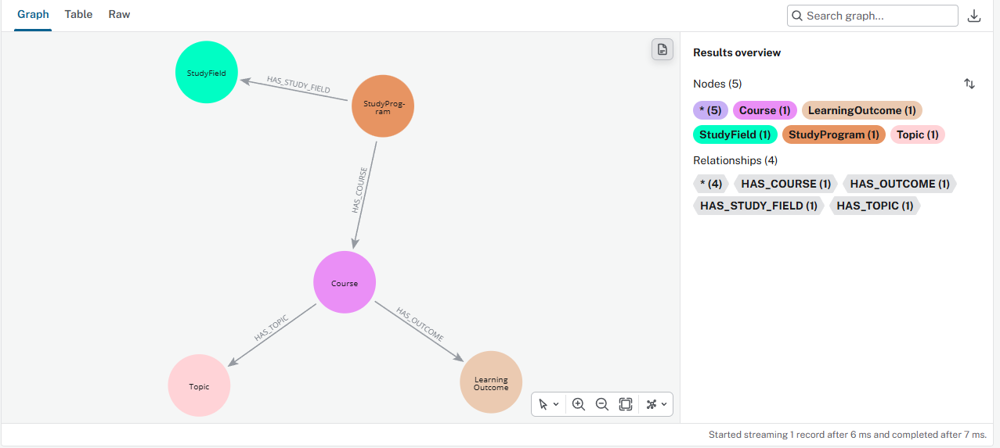 Graph Table Raw
Search graph...
StudyField
HAS_STUDY_FIELD
StudyProg-
ram
HAS_COURSE
Course
HAS_TOPIC
HAS_OUTCOME
Topic
Learning
Outcome
Results overview
Nodes (5)
* (5) Course (1) LearningOutcome (1)
StudyField (1) StudyProgram (1) Topic (1)
Relationships (4)
* (4) HAS_COURSE (1) HAS_OUTCOME (1)
HAS_STUDY_FIELD (1) HAS_TOPIC (1)
Started streaming 1 record after 6 ms and completed after 7 ms.